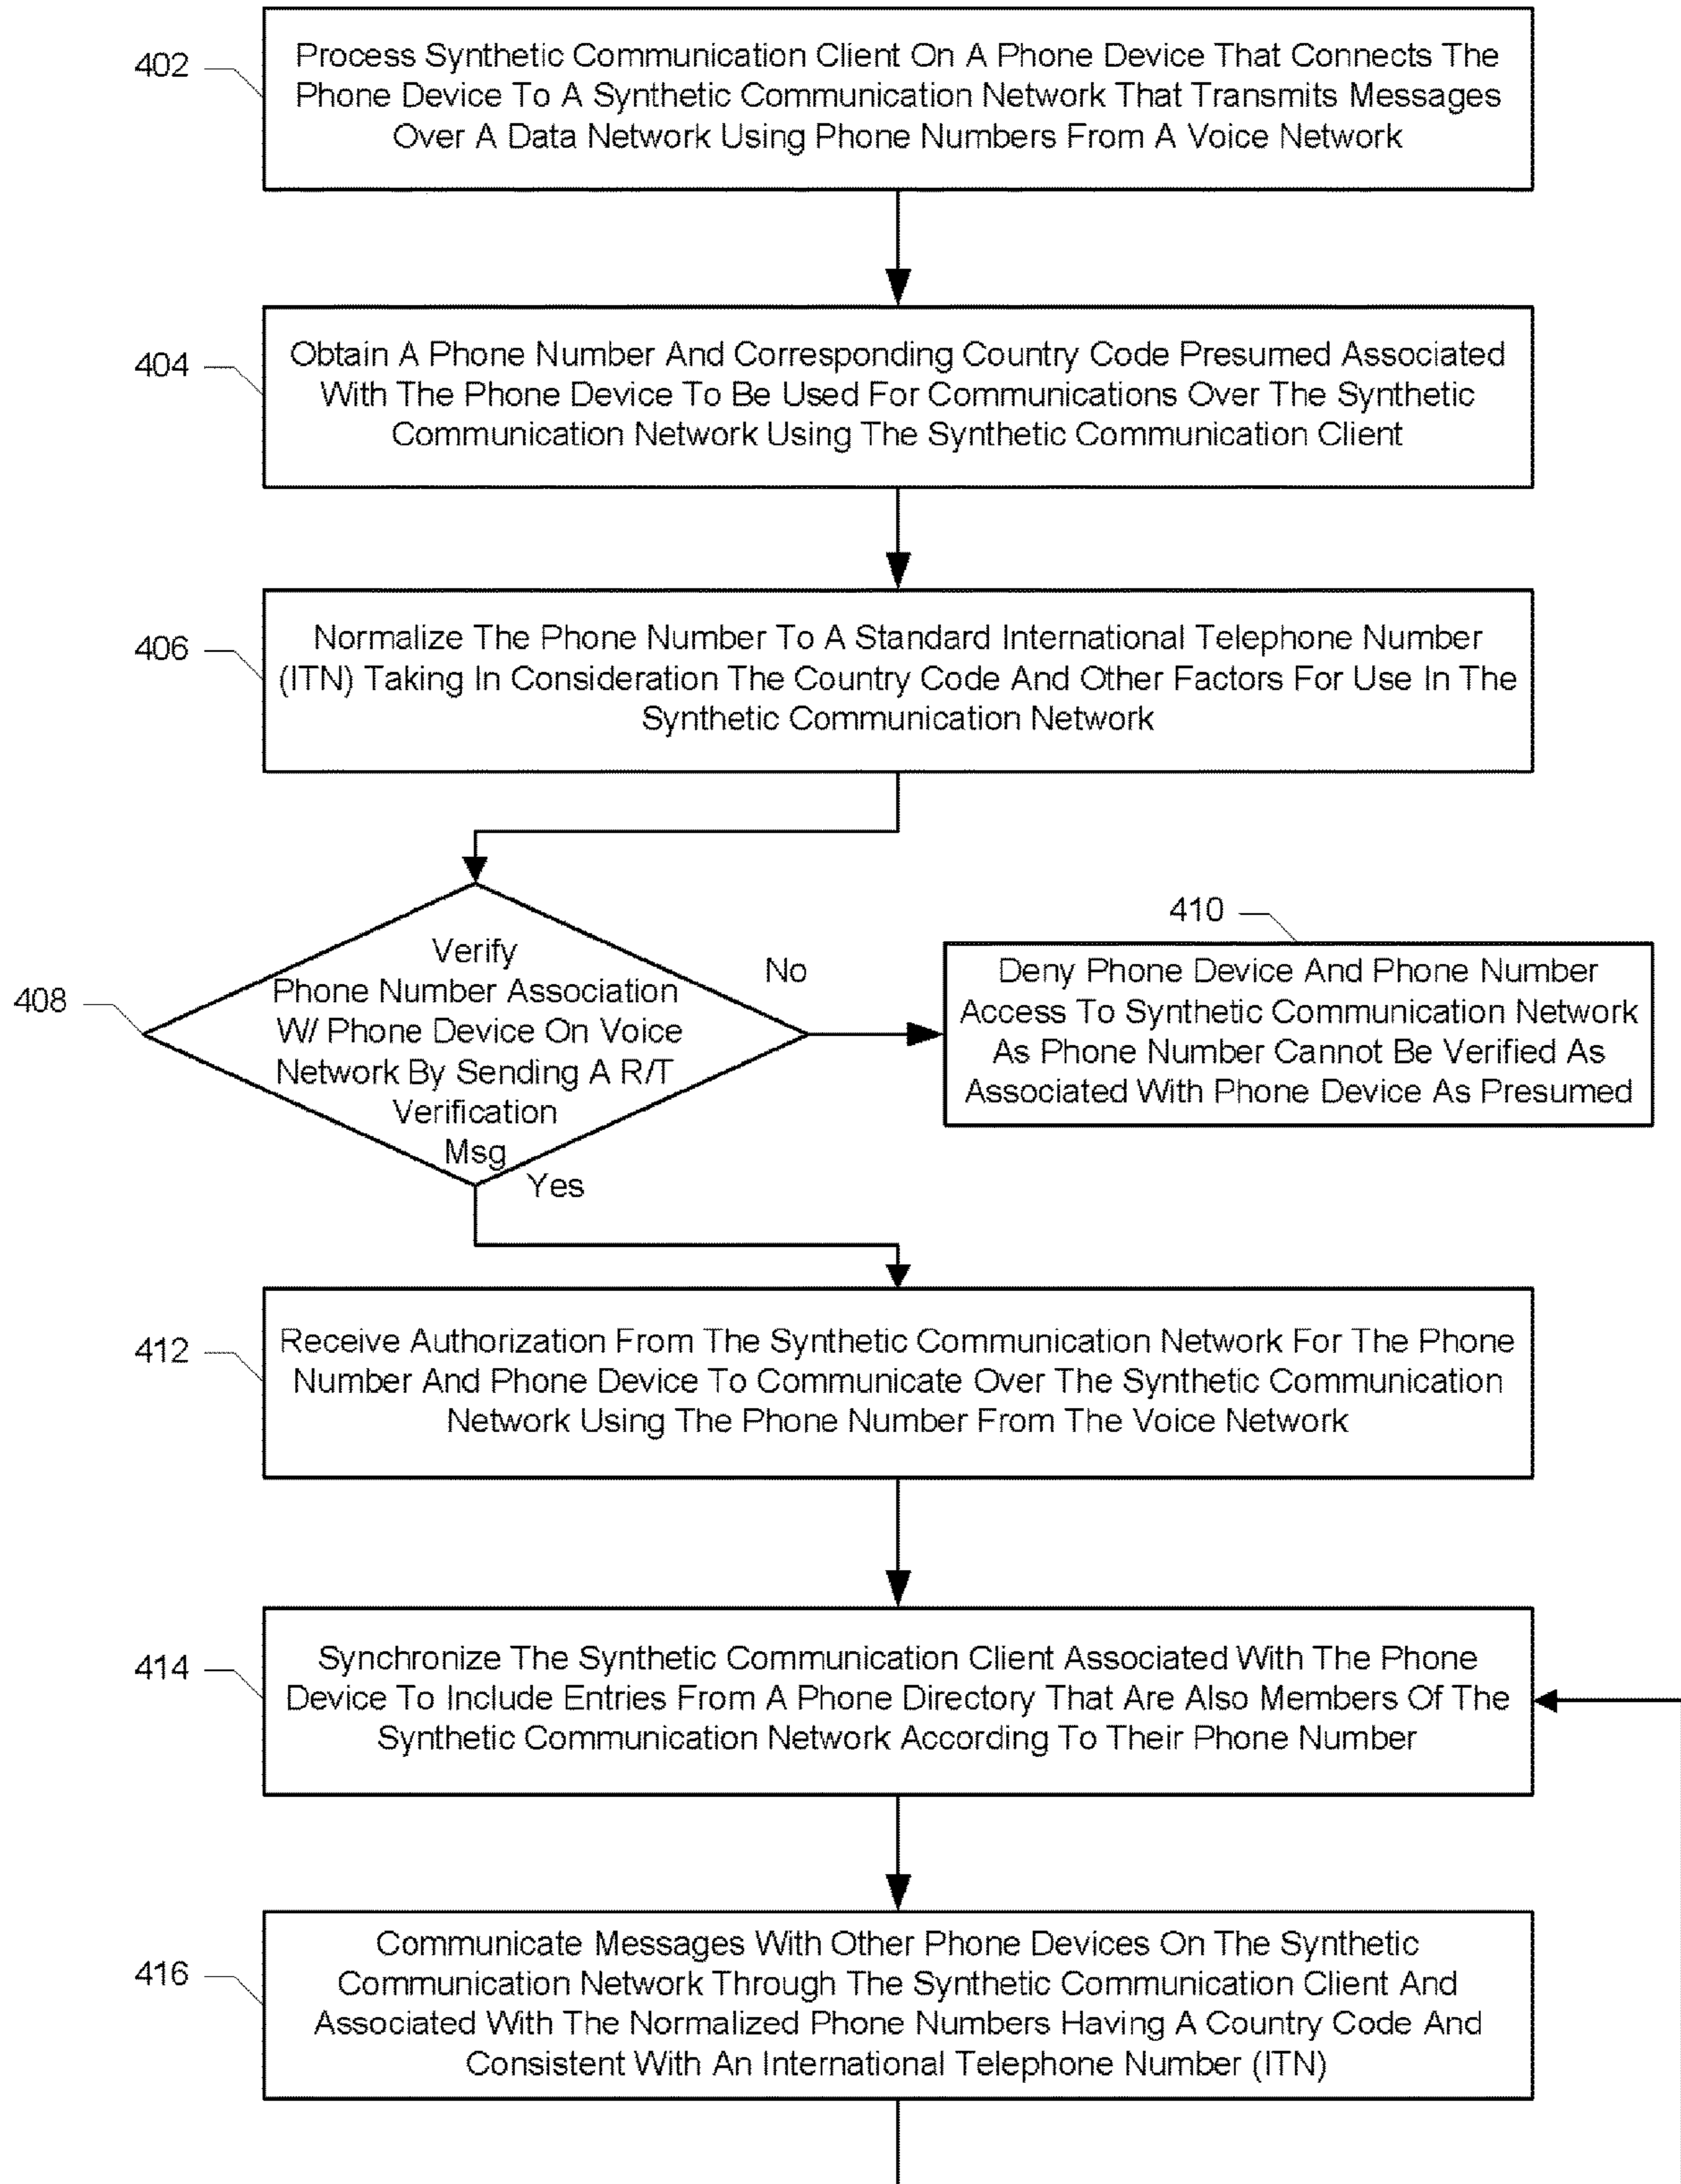 402
Process Synthetic Communication Client On A Phone Device That Connects The
Phone Device To A Synthetic Communication Network That Transmits Messages
Over A Data Network Using Phone Numbers From A Voice Network
404
Obtain A Phone Number And Corresponding Country Code Presumed Associated
With The Phone Device To Be Used For Communications Over The Synthetic
Communication Network Using The Synthetic Communication Client
406
Normalize The Phone Number To A Standard International Telephone Number
(ITN) Taking In Consideration The Country Code And Other Factors For Use In The
Synthetic Communication Network
408
Verify
Phone Number Association
W/ Phone Device On Voice
Network By Sending A R/T
Verification
Msg
No
Yes
410
Deny Phone Device And Phone Number
Access To Synthetic Communication Network
As Phone Number Cannot Be Verified As
Associated With Phone Device As Presumed
412
Receive Authorization From The Synthetic Communication Network For The Phone
Number And Phone Device To Communicate Over The Synthetic Communication
Network Using The Phone Number From The Voice Network
414
Synchronize The Synthetic Communication Client Associated With The Phone
Device To Include Entries From A Phone Directory That Are Also Members Of The
Synthetic Communication Network According To Their Phone Number
416
Communicate Messages With Other Phone Devices On The Synthetic
Communication Network Through The Synthetic Communication Client And
Associated With The Normalized Phone Numbers Having A Country Code And
Consistent With An International Telephone Number (ITN)